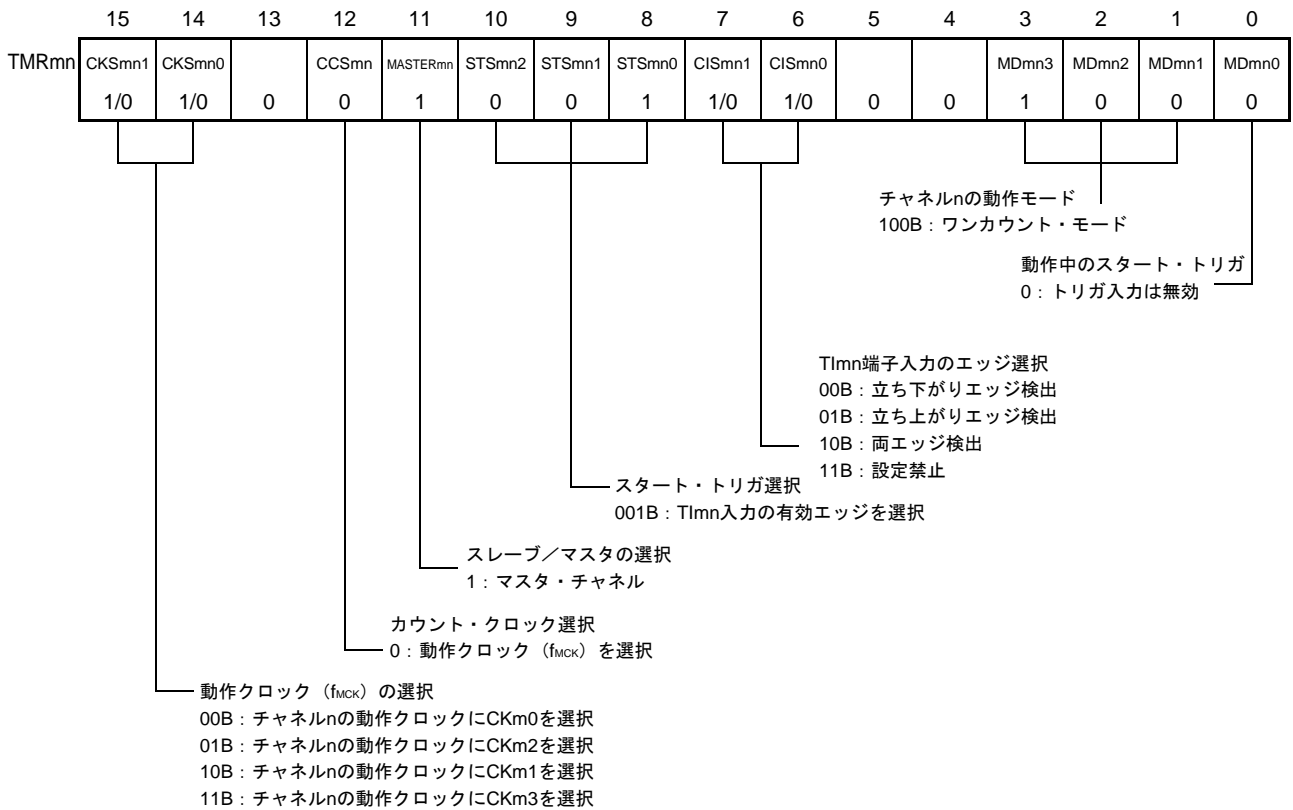 15 14 13 12 11 10 9 8 7 6 5 4 3 2 1 0
TMRmn CKSmn1 CKSmn0 CCSmn MASTERmn STSmn2 STSmn1 STSmn0 CISmn1 CISmn0 MDmn3 MDmn2 MDmn1 MDmn0
1/0 1/0 0 0 1 0 0 1 1/0 1/0 0 0 1 0 0 0
チャネルnの動作モード
100B：ワンカウント・モード
動作中のスタート・トリガ
0：トリガ入力は無効
TImn端子入力のエッジ選択
00B：立ち下がりエッジ検出
01B：立ち上がりエッジ検出
10B：両エッジ検出
11B：設定禁止
スタート・トリガ選択
001B：TImn入力の有効エッジを選択
スレーブ／マスタの選択
1：マスタ・チャネル
カウント・クロック選択
0：動作クロック（fMCK）を選択
動作クロック（fMCK）の選択
00B：チャネルnの動作クロックにCKm0を選択
01B：チャネルnの動作クロックにCKm2を選択
10B：チャネルnの動作クロックにCKm1を選択
11B：チャネルnの動作クロックにCKm3を選択